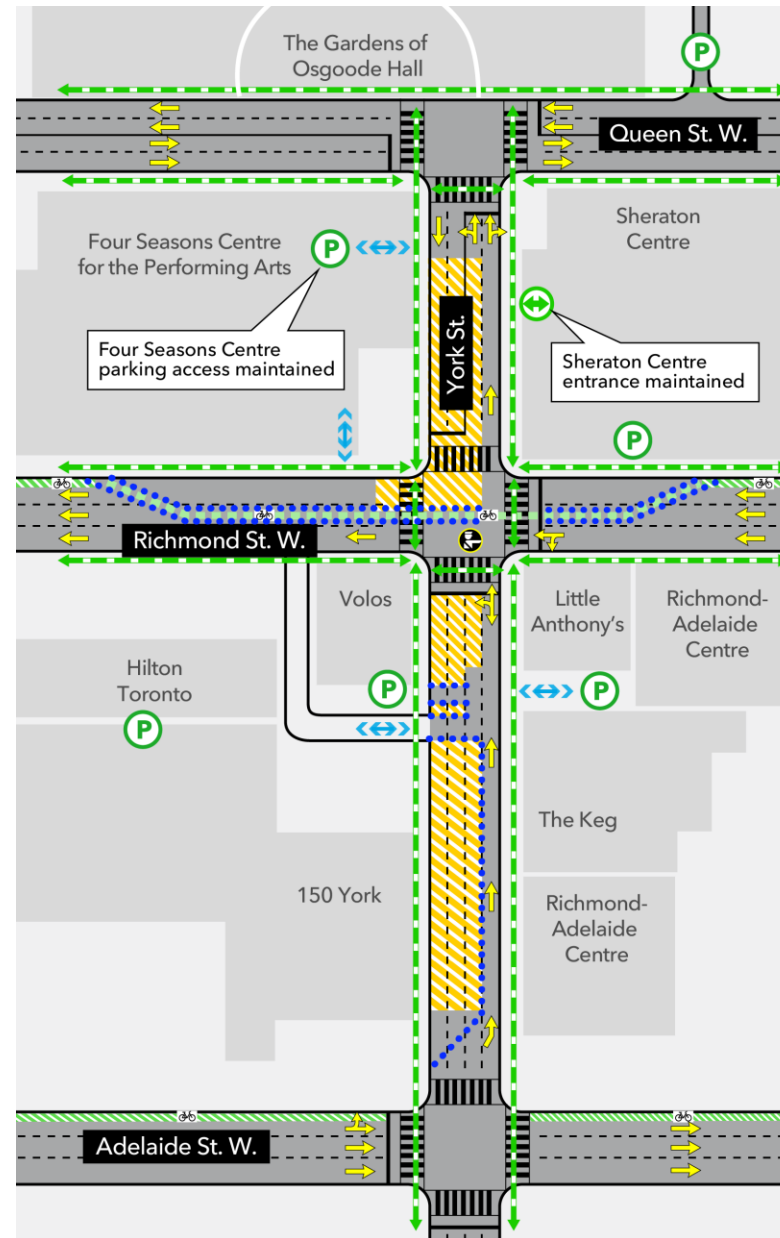 The Gardens of
Osgoode Hall
P
Queen St. W.
Four Seasons Centre
for the Performing Arts
P
Sheraton
Centre
Four Seasons Centre
parking access maintained
York St.
Sheraton Centre
entrance maintained
P
Richmond St. W.
Volos
Little
Anthony's
Richmond-
Adelaide
Centre
Hilton
Toronto
P
P
P
The Keg
150 York
Richmond-
Adelaide
Centre
Adelaide St. W.